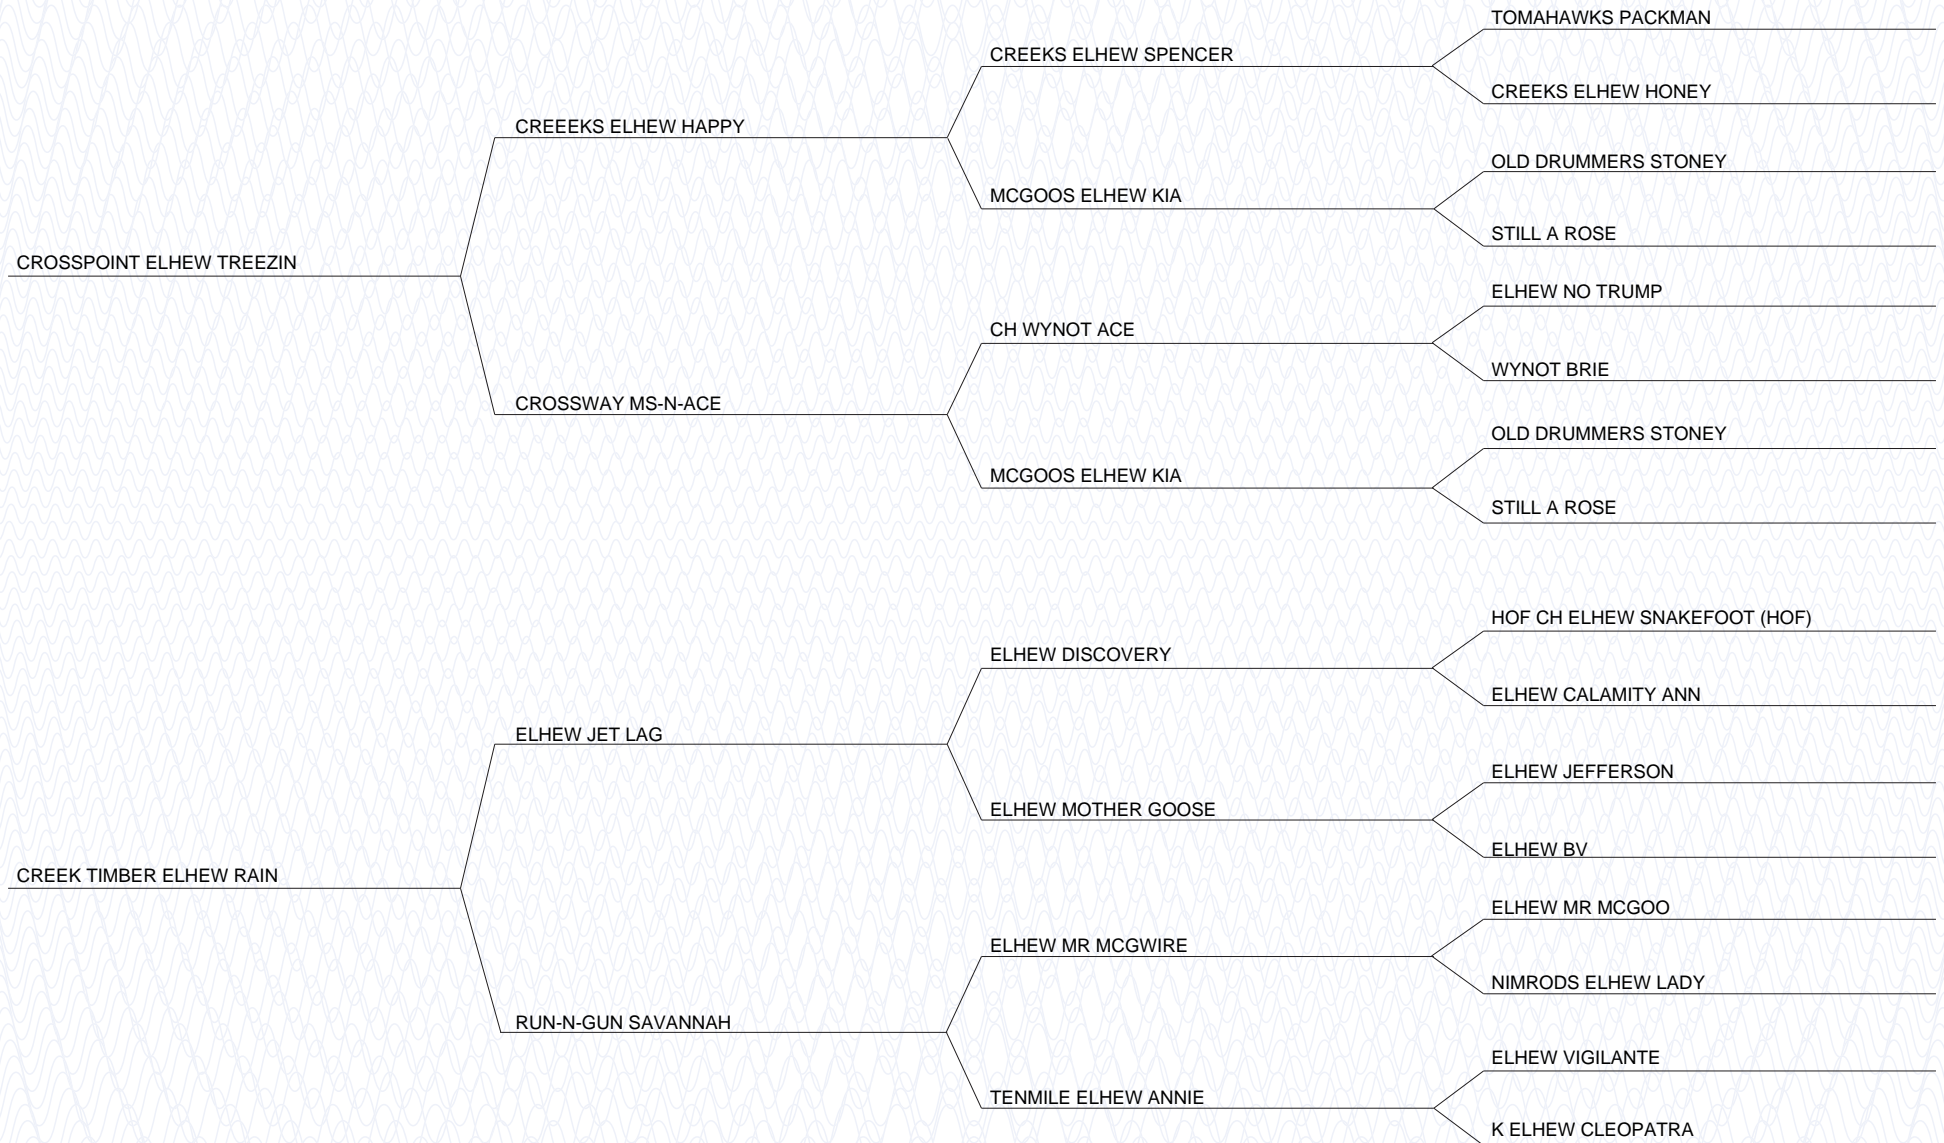 TOMAHAWKS PACKMAN
CREEKS ELHEW SPENCER
CREEKS ELHEW HONEY
CREEEKS ELHEW HAPPY
OLD DRUMMERS STONEY
MCGOOS ELHEW KIA
STILL A ROSE
CROSSPOINT ELHEW TREEZIN
ELHEW NO TRUMP
CH WYNOT ACE
WYNOT BRIE
CROSSWAY MS-N-ACE
OLD DRUMMERS STONEY
MCGOOS ELHEW KIA
STILL A ROSE
HOF CH ELHEW SNAKEFOOT (HOF)
ELHEW DISCOVERY
ELHEW CALAMITY ANN
ELHEW JET LAG
ELHEW JEFFERSON
ELHEW MOTHER GOOSE
ELHEW BV
CREEK TIMBER ELHEW RAIN
ELHEW MR MCGOO
ELHEW MR MCGWIRE
NIMRODS ELHEW LADY
RUN-N-GUN SAVANNAH
ELHEW VIGILANTE
TENMILE ELHEW ANNIE
K ELHEW CLEOPATRA